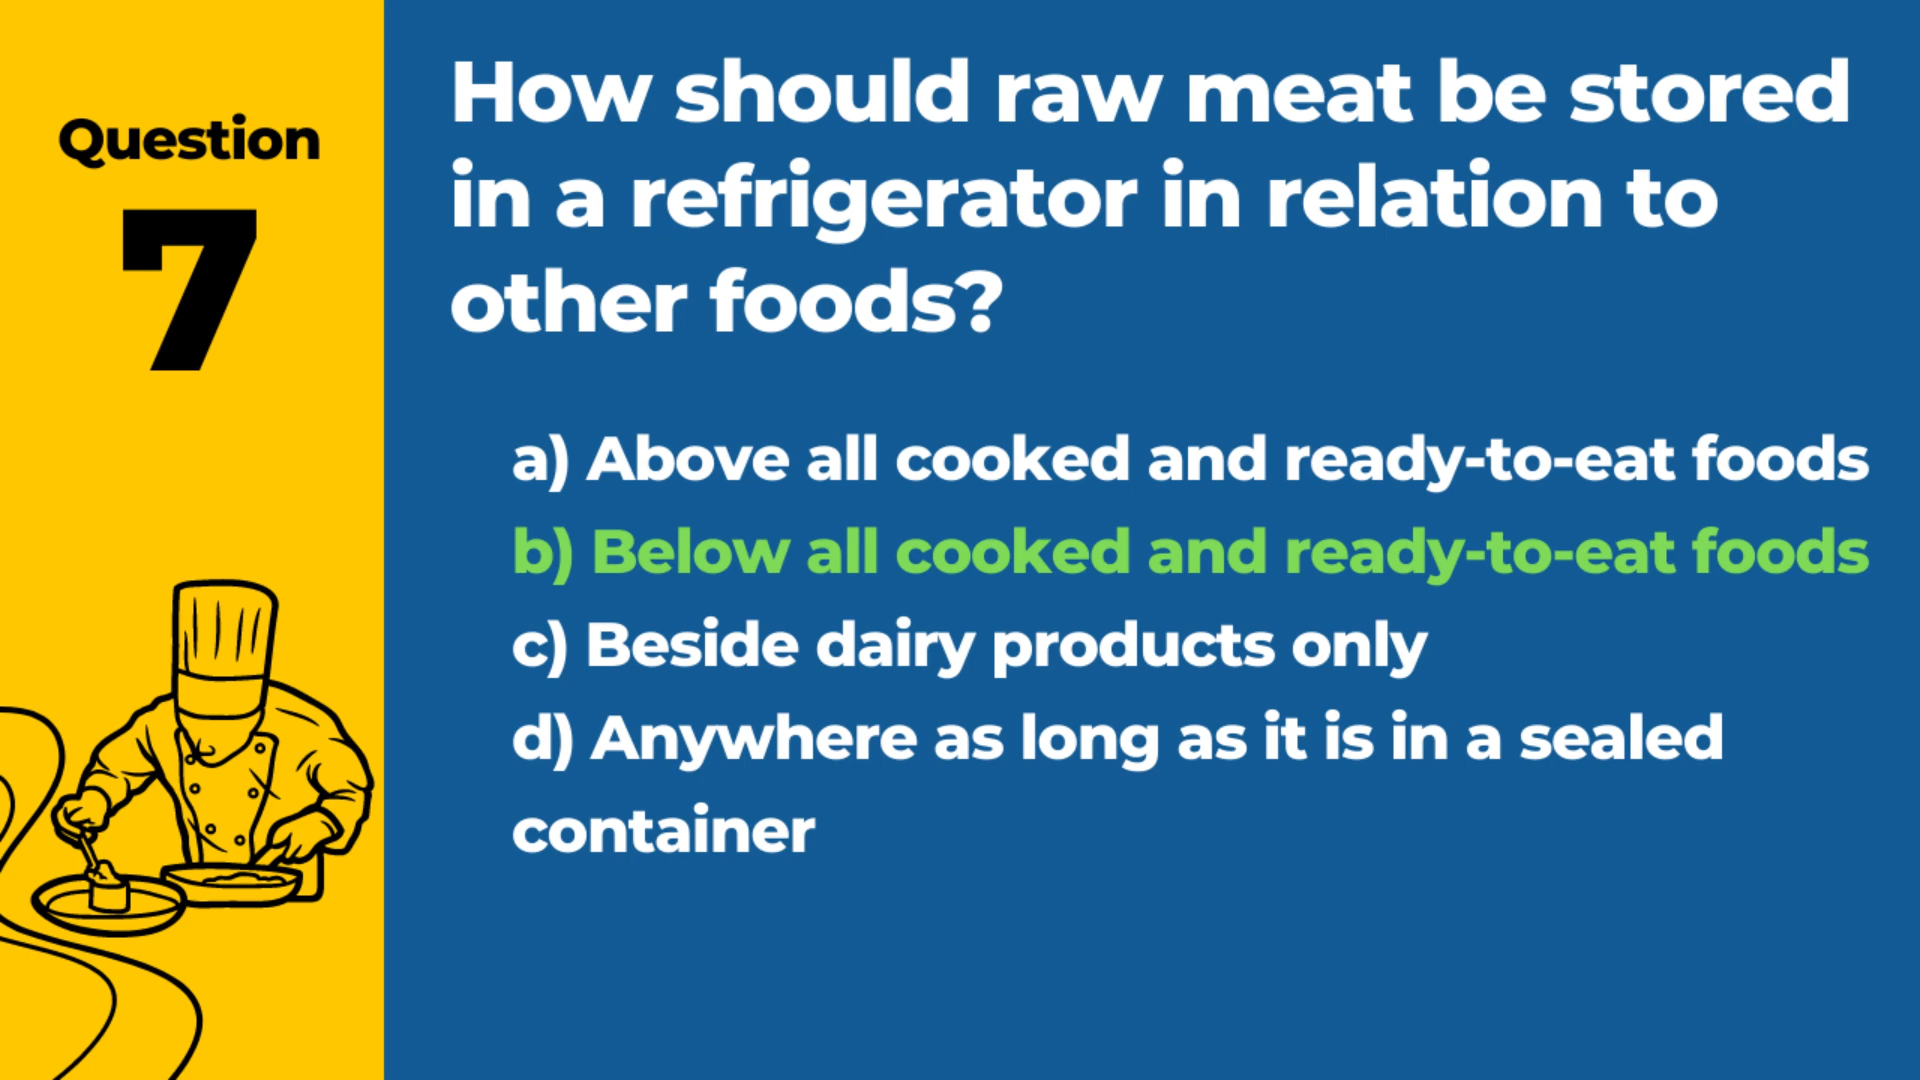 Question
7
How should raw meat be stored
in a refrigerator in relation to
other foods?
a) Above all cooked and ready-to-eat foods
b) Below all cooked and ready-to-eat foods
c) Beside dairy products only
d) Anywhere as long as it is in a sealed
container